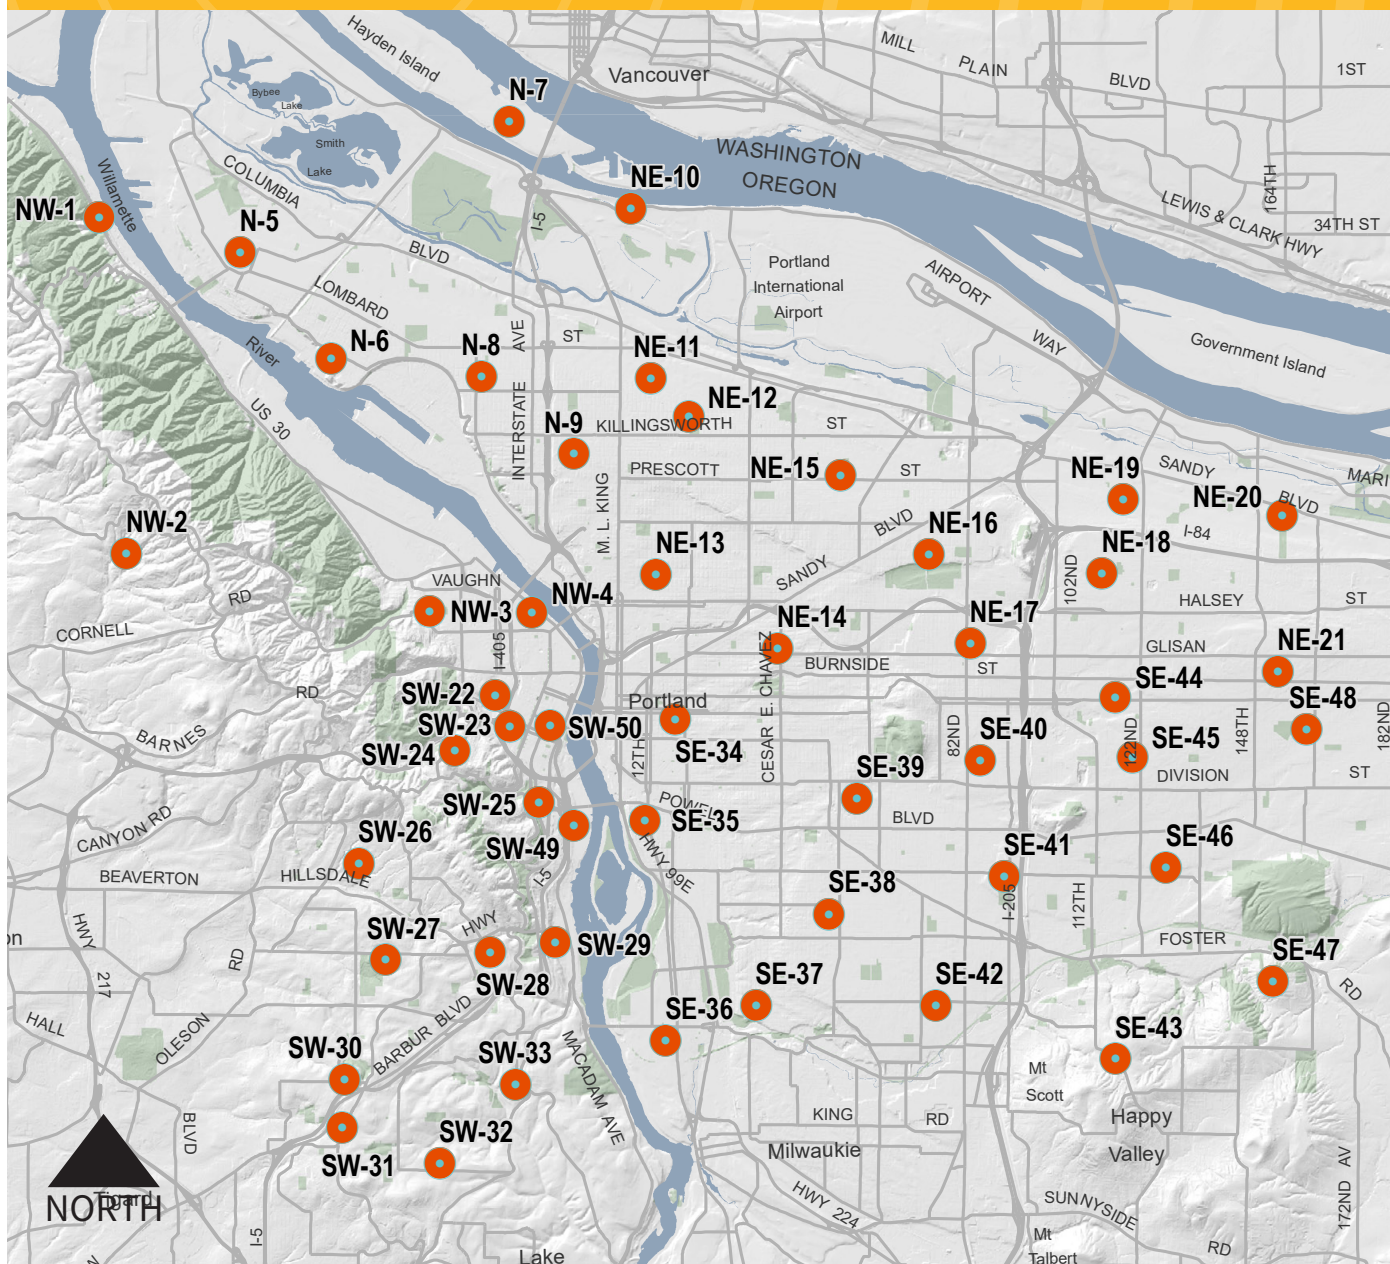 Hayden Island
MILL
PLAIN
BLVD
1ST
Vancouver
N-7
Bybee
Lake
Smith
Lake
WASHINGTON
OREGON
COLUMBIA
BLVD
Willamette
River
NE-10
164TH
LEWIS & CLARK HWY
34TH ST
NW-1
N-5
I-5
Portland
International
Airport
AIRPORT
WAY
LOMBARD
ST
AVE
INTERSTATE
Government Island
N-6
N-8
NE-11
NE-12
US 30
N-9
KILLINGSWORTH
ST
PRESCOTT
ST
NE-15
NE-19
SANDY
BLVD
MARI
NE-20
M. L. KING
NW-2
NE-13
SANDY
BLVD
NE-16
I-84
NE-18
102ND
VAUGHN
RD
CORNELL
NW-3
NW-4
HALSEY
ST
I-405
NE-14
NE-17
GLISAN
NE-21
BURNSIDE
ST
CESAR E. CHAVEZ
RD
BARNES
SW-22
SW-23
SW-24
SW-50
Portland
SE-34
12TH
SE-44
SE-48
82ND
SE-40
122ND
SE-45
148TH
182ND
DIVISION
ST
SE-39
SW-25
SW-49
SE-35
BLVD
HWY 99E
CANYON RD
SW-26
BEAVERTON
HILLSDALE
HWY
I-5
SE-41
I-205
SE-46
112TH
SE-38
FOSTER
RD
on
HWY
217
RD
SW-27
SW-28
SW-29
SE-47
SE-37
SE-42
SE-36
HALL
BLVD
OLESON
BARBUR BLVD
SW-30
SW-33
MACADAM AVE
SE-43
Mt
Scott
Happy
Valley
KING
RD
SW-31
SW-32
Milwaukie
HWY 224
SUNNYSIDE
RD
172ND AV
Tigard
NORTH
I-5
Lake
Mt
Talbert